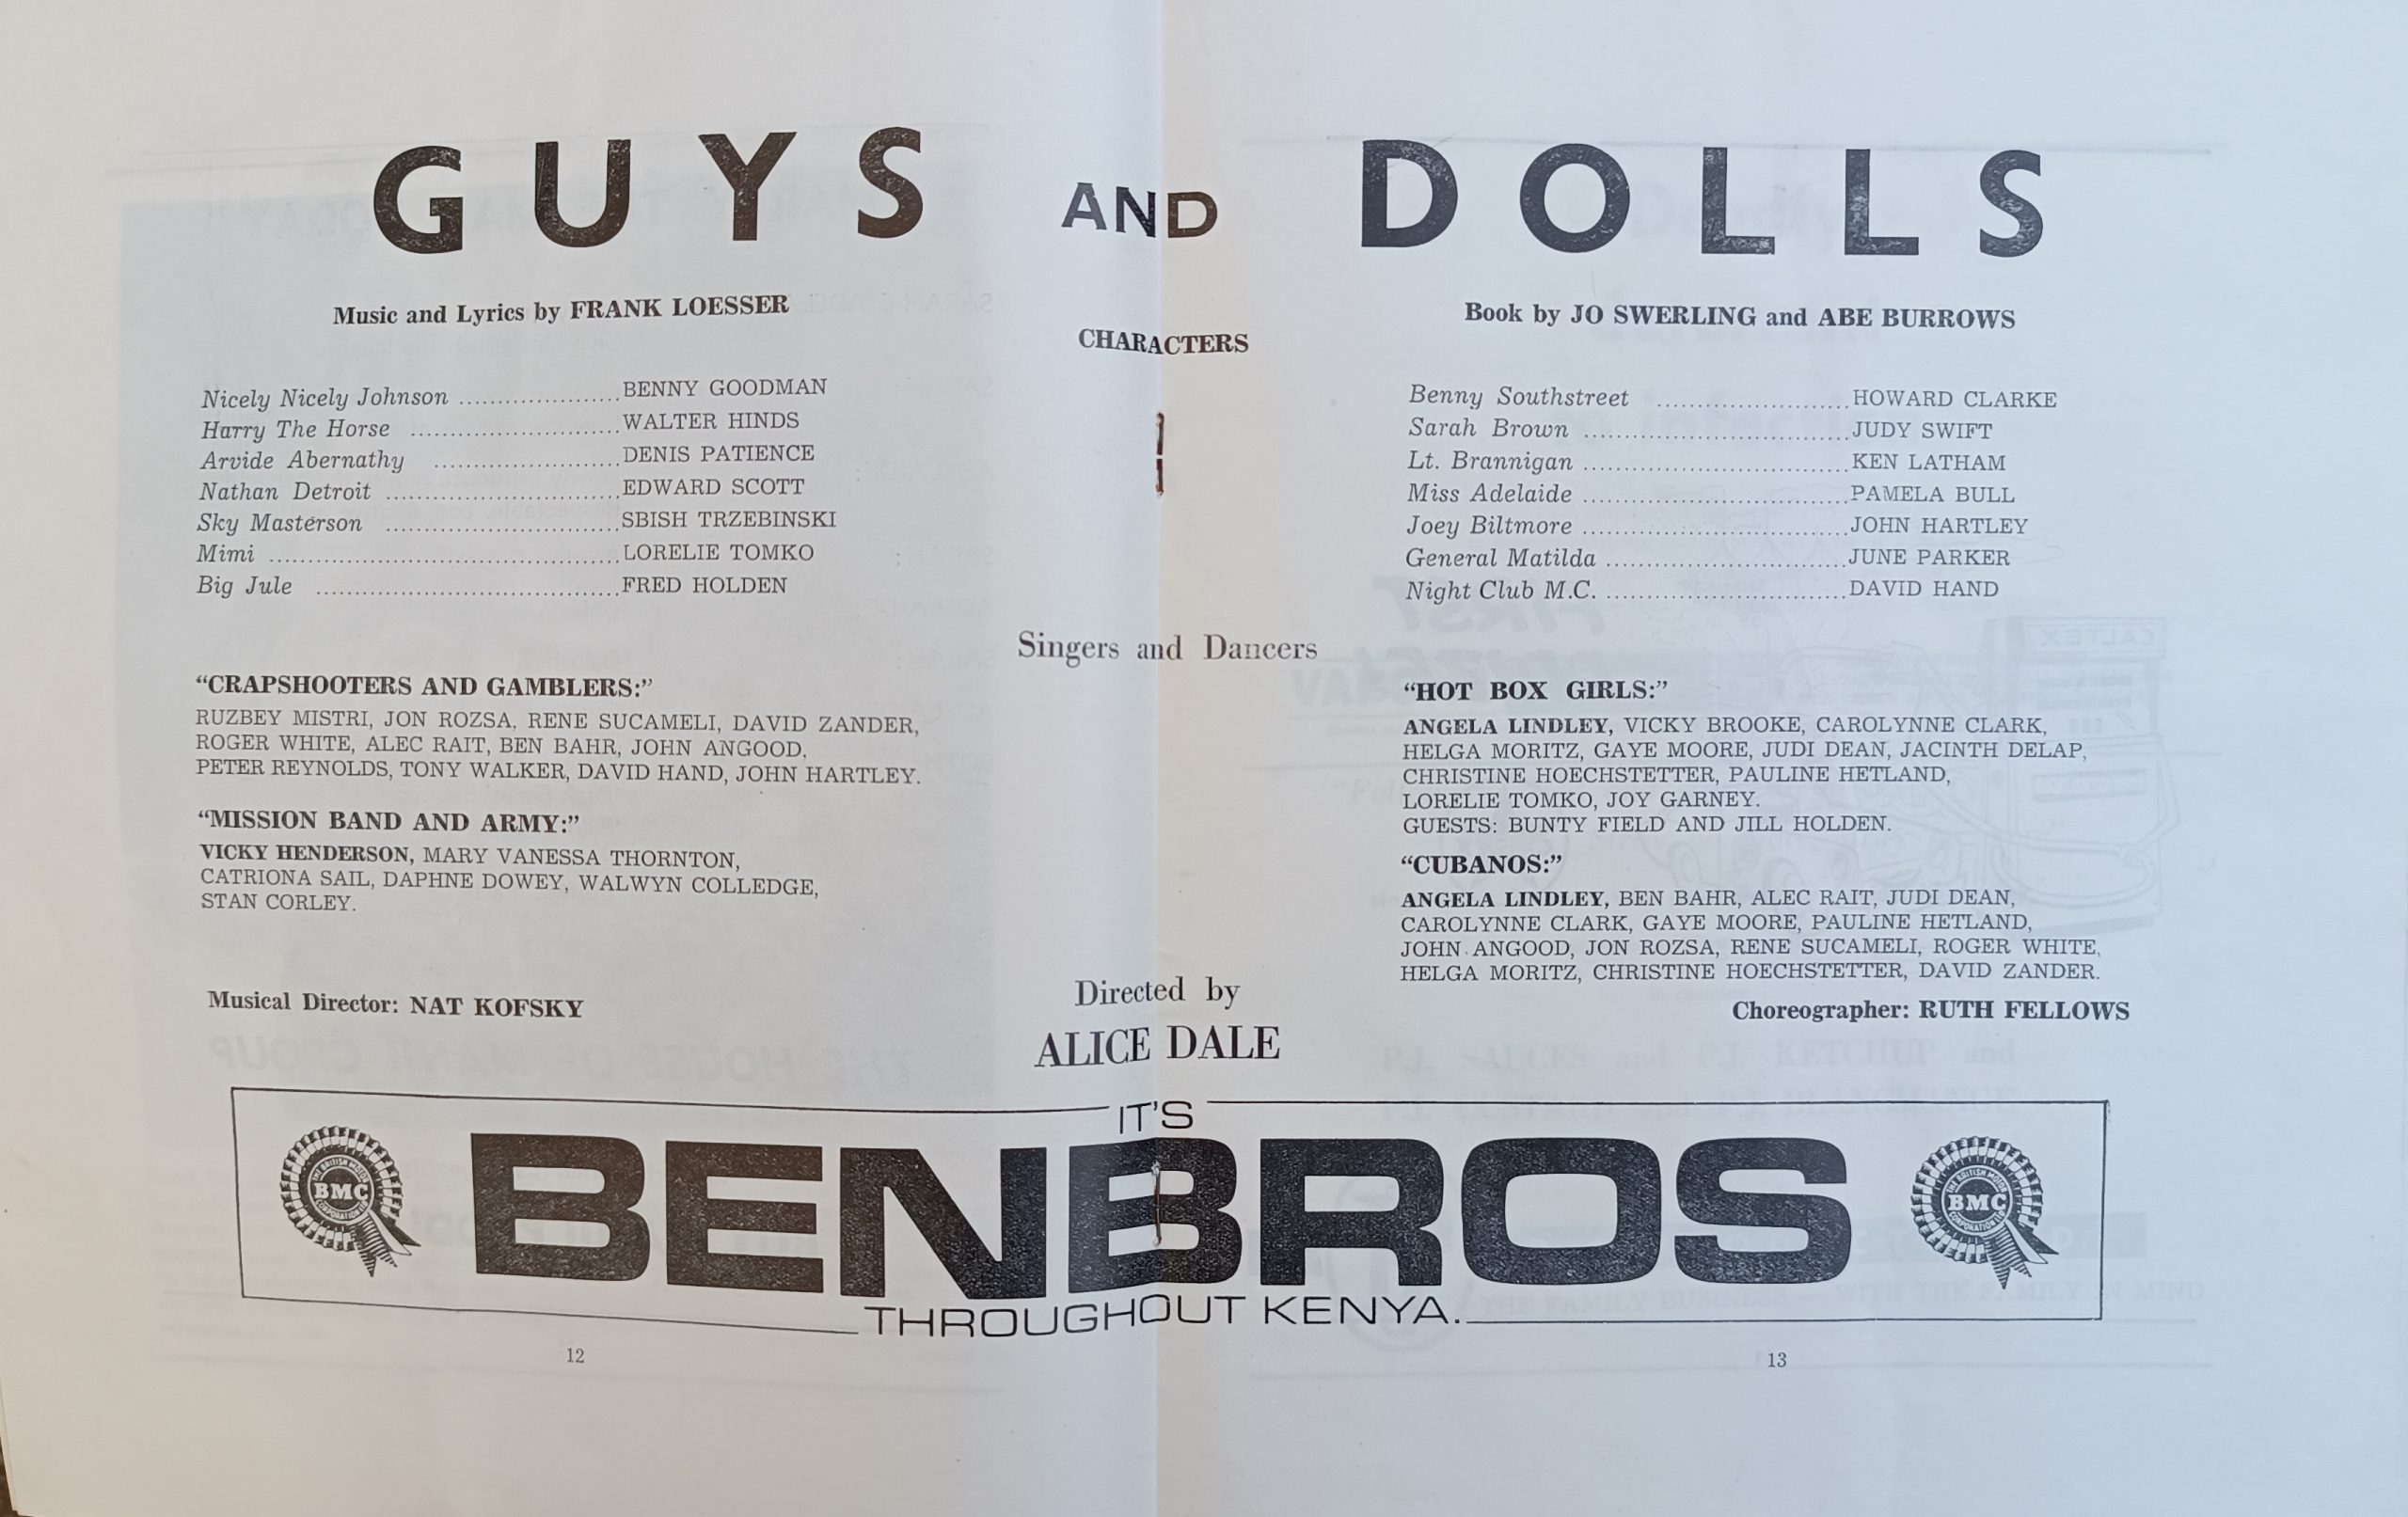 GUYS AND DOLLS
Music and Lyrics by FRANK LOESSER
Book by JO SWERLING and ABE BURROWS
CHARACTERS
Nicely Nicely Johnson ..................... BENNY GOODMAN
Harry The Horse ........................... WALTER HINDS
Arvide Abernathy ........................ DENIS PATIENCE
Nathan Detroit .............................. EDWARD SCOTT
Sky Masterson .............................. SBISH TRZEBINSKI
Mimi ............................................. LORELIE TOMKO
Big Jule ....................................... FRED HOLDEN
Benny Southstreet ......................... HOWARD CLARKE
Sarah Brown .................................. JUDY SWIFT
Lt. Brannigan .................................. KEN LATHAM
Miss Adelaide .................................. PAMELA BULL
Joey Biltmore .................................. JOHN HARTLEY
General Matilda ............................... JUNE PARKER
Night Club M.C. ............................... DAVID HAND
Singers and Dancers
“CRAPSHOOTERS AND GAMBLERS:”
RUZBEY MISTRI, JON ROZSA, RENE SUCAMELI, DAVID ZANDER,
ROGER WHITE, ALEC RAIT, BEN BAHR, JOHN ANGOOD,
PETER REYNOLDS, TONY WALKER, DAVID HAND, JOHN HARTLEY.
“MISSION BAND AND ARMY:”
VICKY HENDERSON, MARY VANESSA THORNTON,
CATRIONA SAIL, DAPHNE DOWEY, WALWYN COLLEDGE,
STAN CORLEY.
“HOT BOX GIRLS:”
ANGELA LINDLEY, VICKY BROOKE, CAROLYNNE CLARK,
HELGA MORITZ, GAYE MOORE, JUDI DEAN, JACINTH DELAP,
CHRISTINE HOECHSTETTER, PAULINE HETLAND,
LORELIE TOMKO, JOY GARNEY.
GUESTS: BUNTY FIELD AND JILL HOLDEN.
“CUBANOS:”
ANGELA LINDLEY, BEN BAHR, ALEC RAIT, JUDI DEAN,
CAROLYNNE CLARK, GAYE MOORE, PAULINE HETLAND,
JOHN ANGOOD, JON ROZSA, RENE SUCAMELI, ROGER WHITE,
HELGA MORITZ, CHRISTINE HOECHSTETTER, DAVID ZANDER.
Musical Director: NAT KOFSKY
Directed by
ALICE DALE
Choreographer: RUTH FELLOWS
IT'S
THE BRITISH MOTOR
BMC
CORPORATION LTD
BENBROS
THE BRITISH MOTOR
BMC
CORPORATION LTD
THROUGHOUT KENYA.
12
13